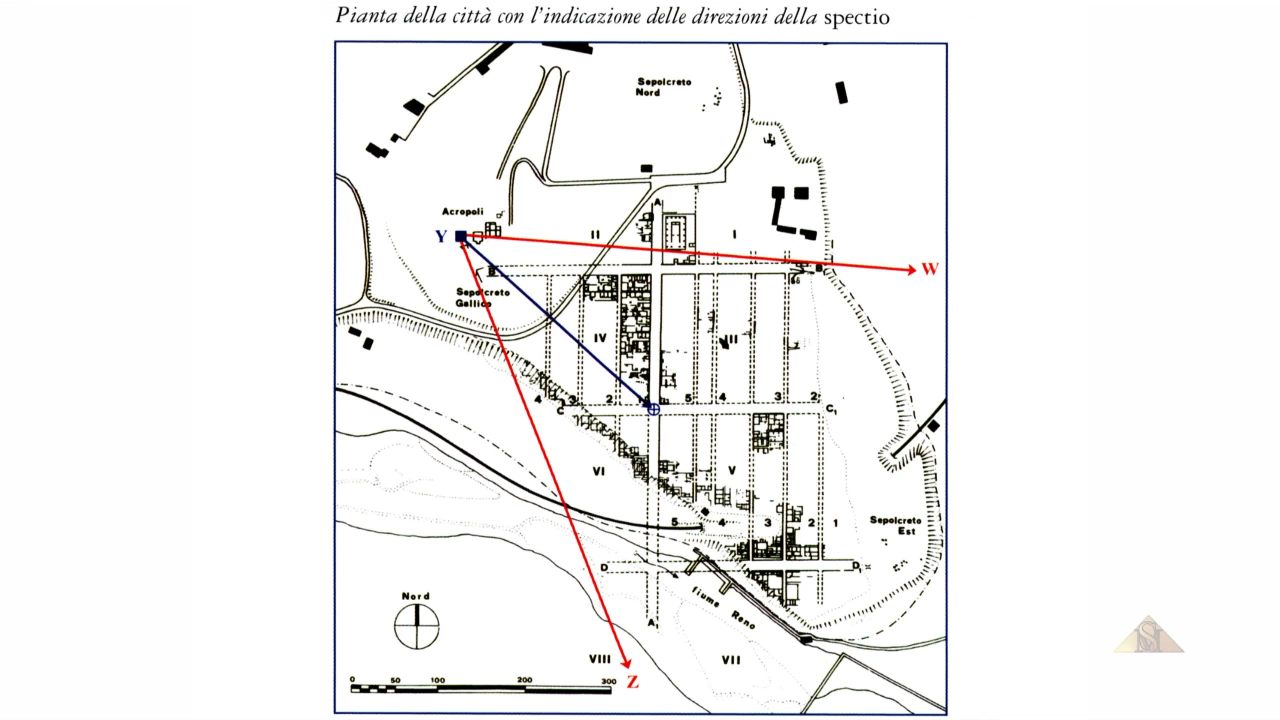 Pianta della città con l'indicazione delle direzioni della spectio
Sepolcreto
Nord
A
Acropoli
Y
II
I
W
B
B
Sepolcreto
Gallico
IV
III
4
3
2
5
4
3
2
C
C1
VI
V
5
4
3
2
1
Sepolcreto
Est
D
D1
fiume Reno
Nord
A1
VIII
VII
Z
0
50
100
200
300